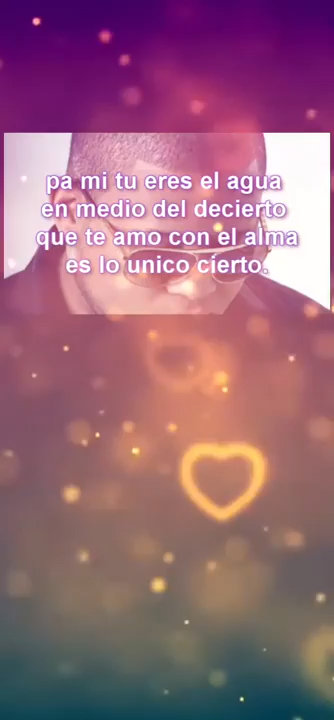 pa mi tu eres el agua
en medio del decierto
que te amo con el alma
es lo unico cierto.